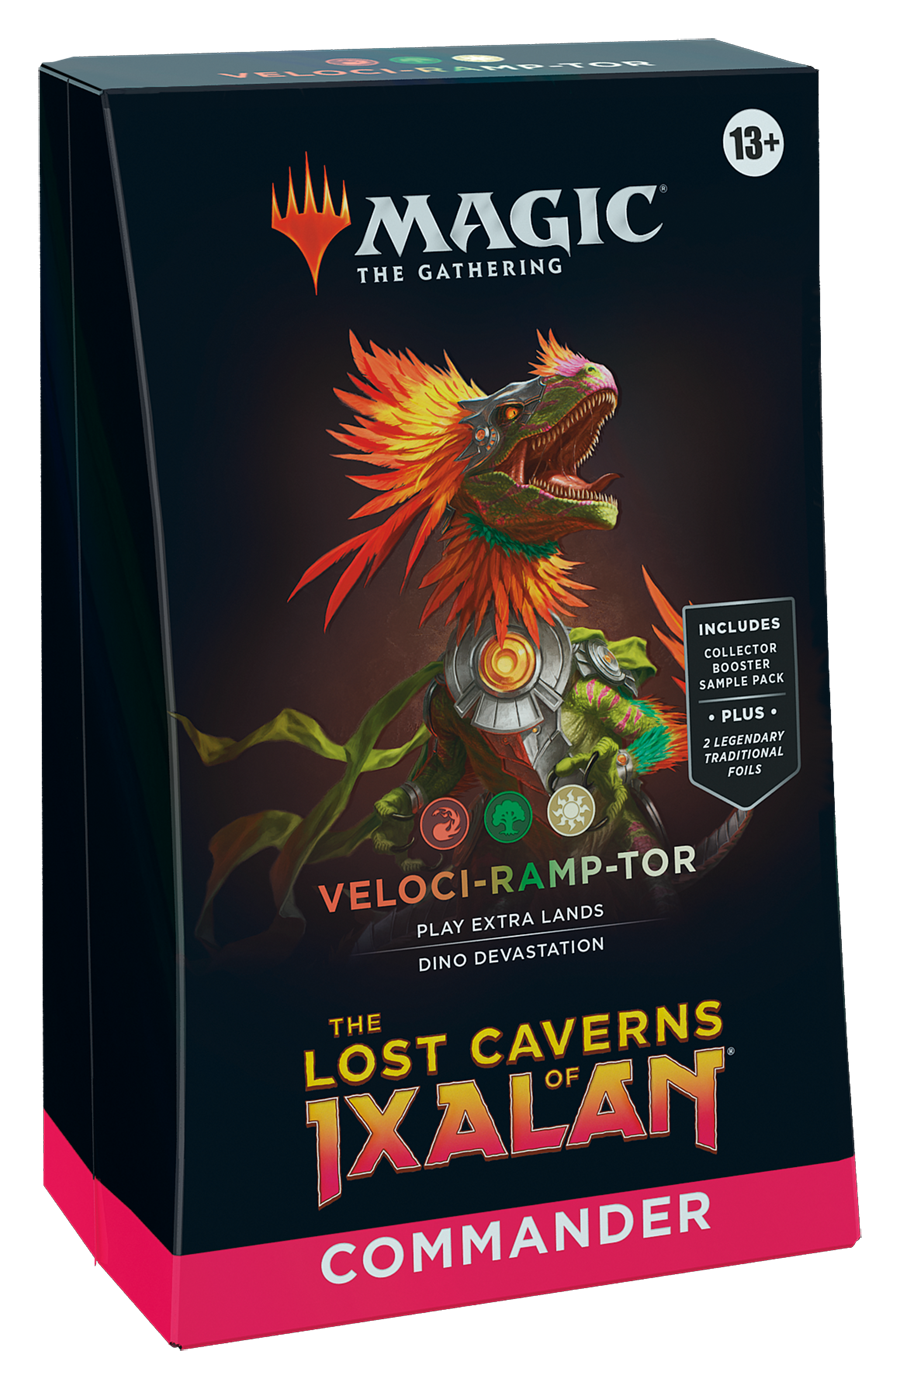 VELOCI-RAMP-TOR
13+
MAGIC®
THE GATHERING
INCLUDES
COLLECTOR
BOOSTER
SAMPLE PACK
• PLUS •
2 LEGENDARY
TRADITIONAL
FOILS
VELOCI-RAMP-TOR
PLAY EXTRA LANDS
DINO DEVASTATION
THE
LOST CAVERNS
OF
IXALAN®
COMMANDER